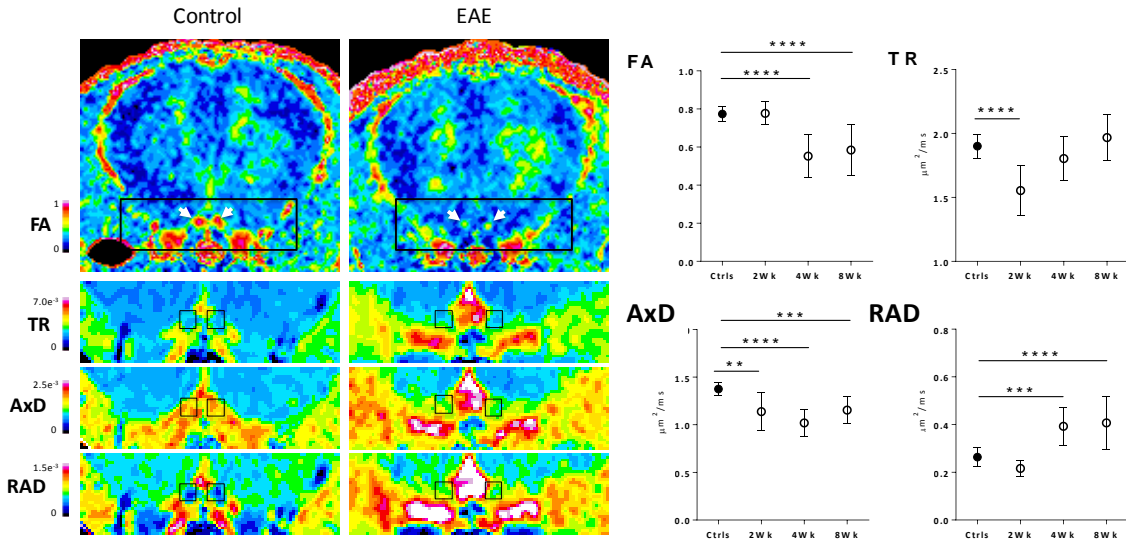 Control
EAE
FA
1
0
TR
7.0e⁻³
0
AxD
2.5e⁻³
0
RAD
1.5e⁻³
0
FA
****
****
1.0
0.8
0.6
0.4
0.2
0.0
Ctrls 2Wk 4Wk 8Wk
TR
****
2.5
2.0
1.5
1.0
µm²/ms
Ctrls 2Wk 4Wk 8Wk
AxD
***
****
**
1.5
1.0
0.5
0.0
µm²/ms
Ctrls 2Wk 4Wk 8Wk
RAD
****
***
0.8
0.6
0.4
0.2
0.0
m²/ms
Ctrls 2Wk 4Wk 8Wk